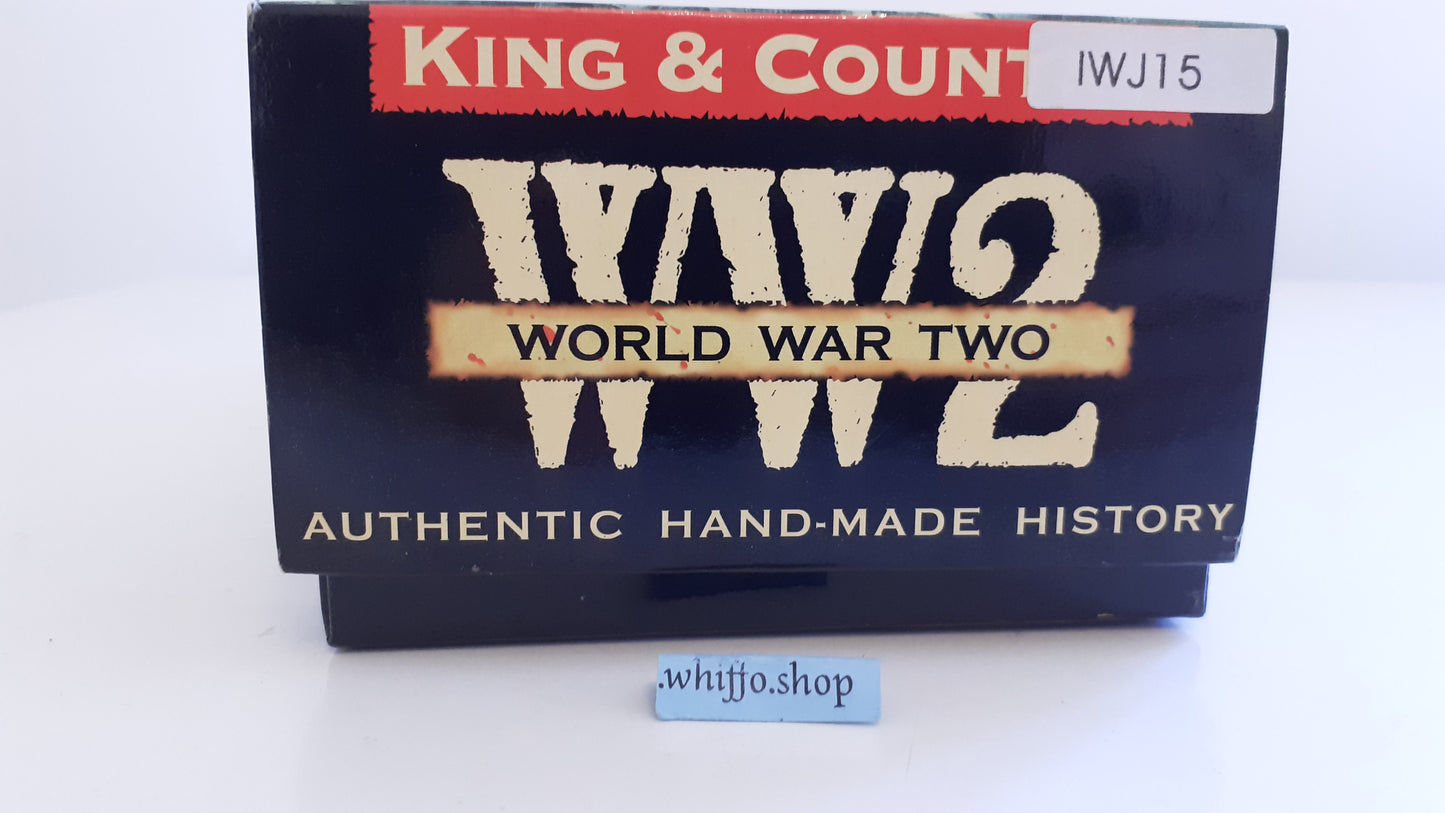 KING & COUNT
IWJ15
WW2
WORLD WAR TWO
AUTHENTIC HAND-MADE HISTORY
.whiffo.shop